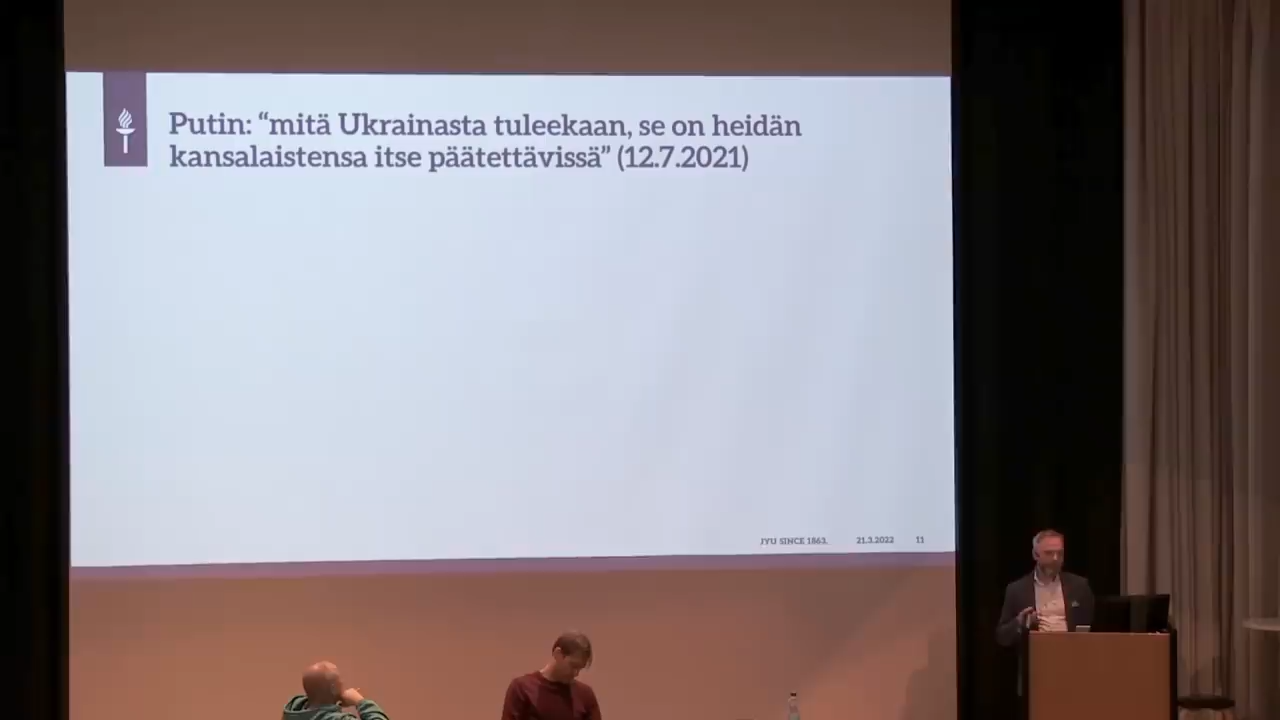 Putin: “mitä Ukrainasta tuleekaan, se on heidän
kansalaistensa itse päätettävissä” (12.7.2021)
JYU SINCE 1863. 21.3.2022 11